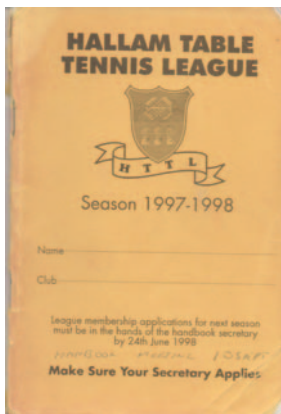 HALLAM TABLE
TENNIS LEAGUE
H T T L
Season 1997-1998
Name
Club
League membership applications for next season
must be in the hands of the handbook secretary
by 24th June 1998
HANDBOOK
Make Sure Your Secretary Applies